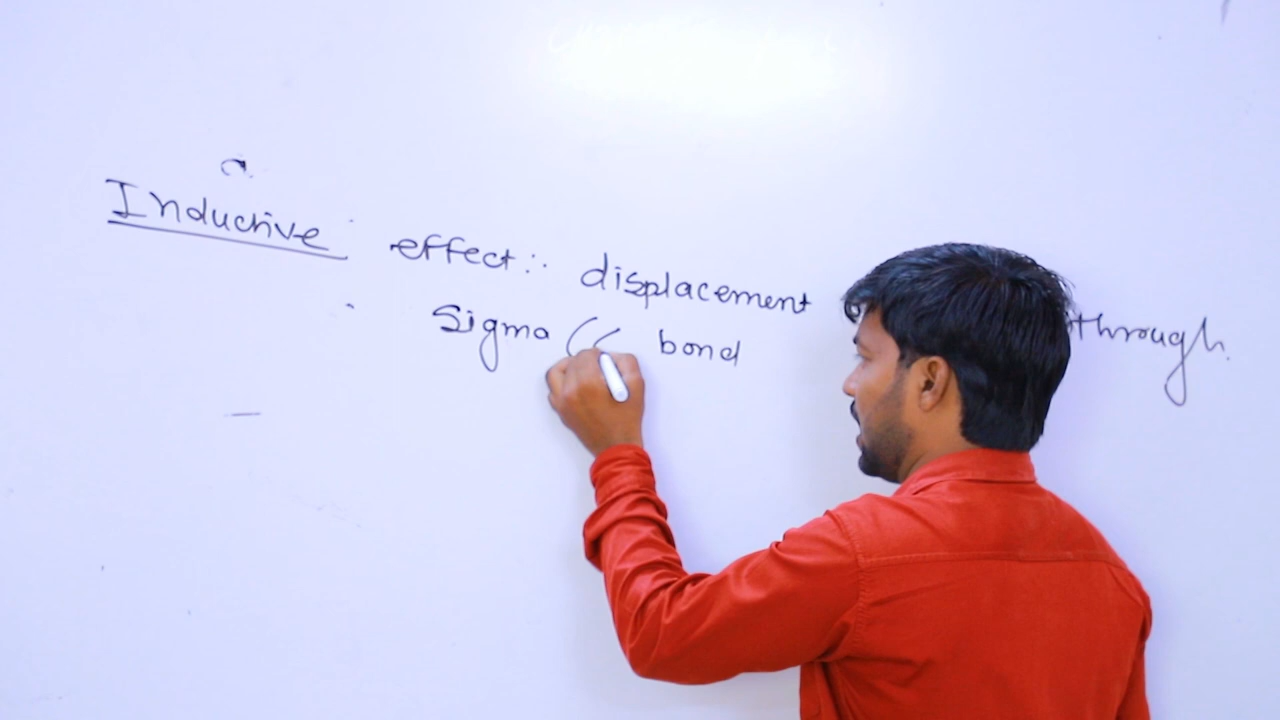 Inductive effect:- displacement through
Sigma ( bond